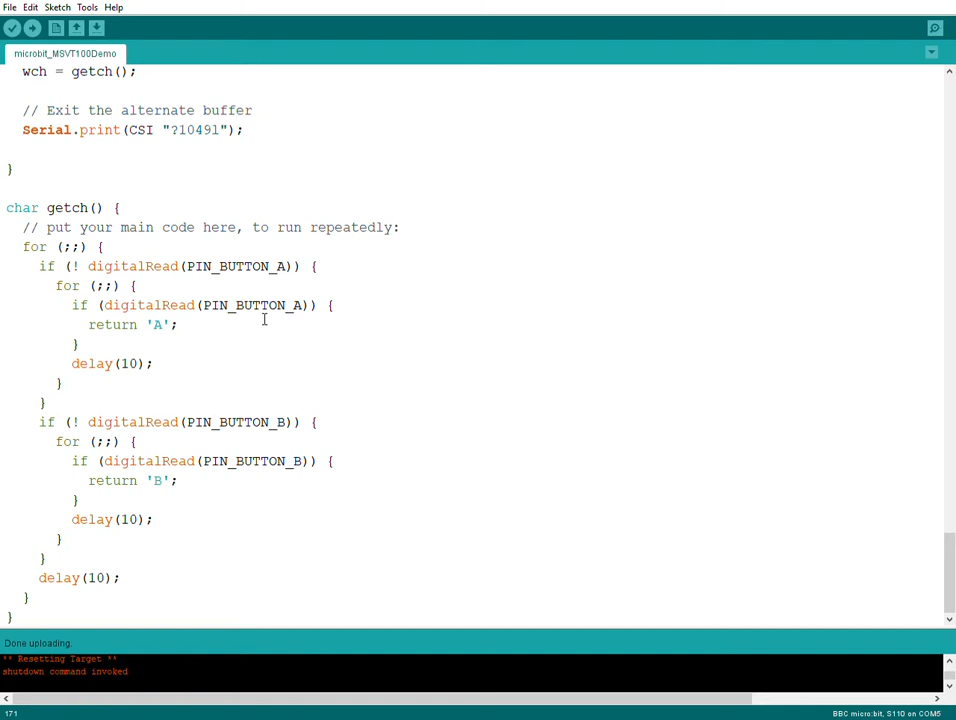 File Edit Sketch Tools Help
microbit_MSVT100Demo
wch = getch();
// Exit the alternate buffer
Serial.print(CSI "?1049l");
}
char getch() {
// put your main code here, to run repeatedly:
for (;;) {
if (! digitalRead(PIN_BUTTON_A)) {
for (;;) {
if (digitalRead(PIN_BUTTON_A)) {
return 'A';
}
delay(10);
}
}
if (! digitalRead(PIN_BUTTON_B)) {
for (;;) {
if (digitalRead(PIN_BUTTON_B)) {
return 'B';
}
delay(10);
}
}
delay(10);
}
}
Done uploading.
** Resetting Target **
shutdown command invoked
171 BBC micro:bit, S110 on COM5